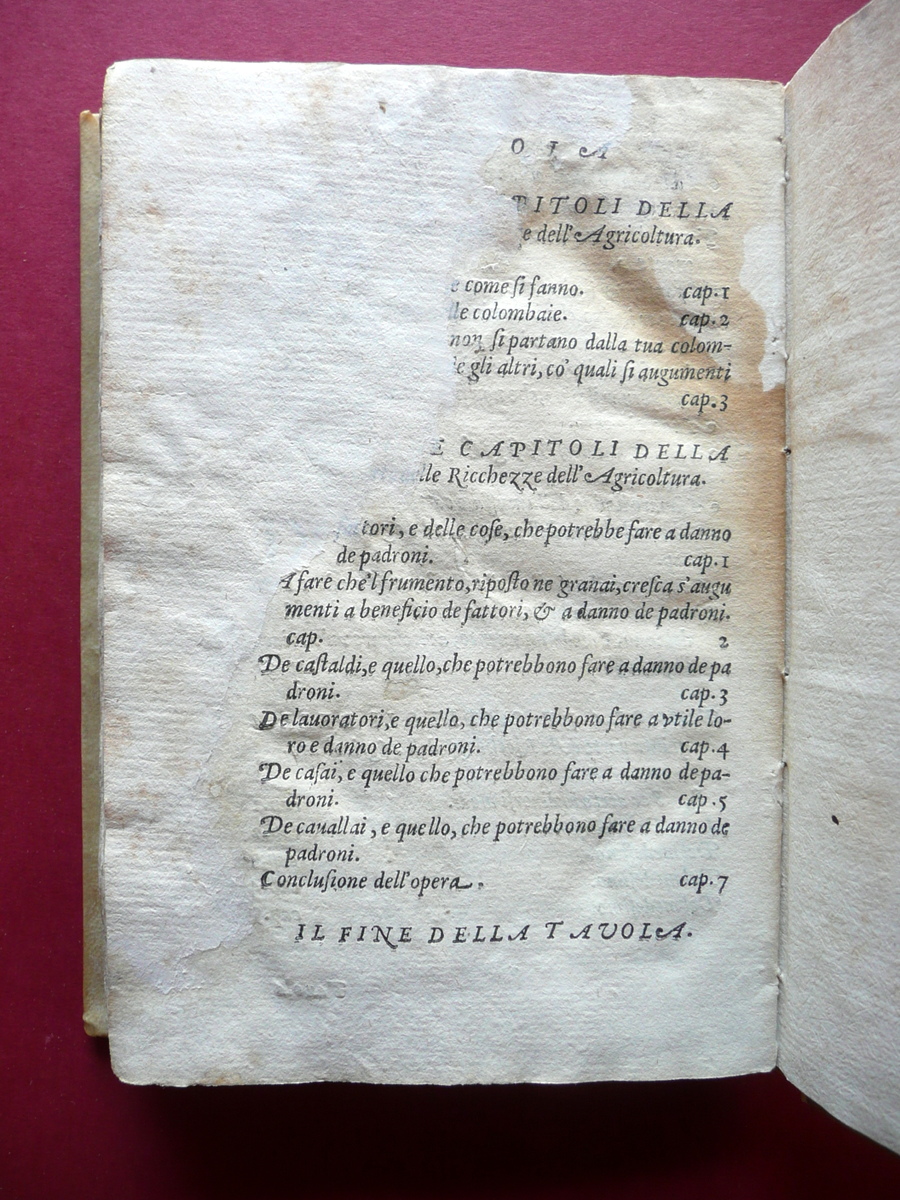 PITOLI DELLA
e dell'Agricoltura.
e come ſi fanno. cap. 1
le colombaie. cap. 2
non ſi partano dalla tua colom-
e gli altri, co' quali ſi augumenti
cap. 3
E CAPITOLI DELLA
lle Ricchezze dell'Agricoltura.
tori, e delle coſe, che potrebbe fare a danno
de padroni. cap. 1
A fare che'l frumento, ripoſto ne granai, creſca s'augu
menti a beneficio de fattori, & a danno de padroni.
cap. 2
De caſtaldi, e quello, che potrebbono fare a danno de pa
droni. cap. 3
De lauoratori, e quello, che potrebbono fare a vtile lo-
ro e danno de padroni. cap. 4
De caſai, e quello che potrebbono fare a danno de pa-
droni. cap. 5
De cauallai, e quello, che potrebbono fare a danno de
padroni.
Concluſione dell'opera. cap. 7
IL FINE DELLA TAVOLA.